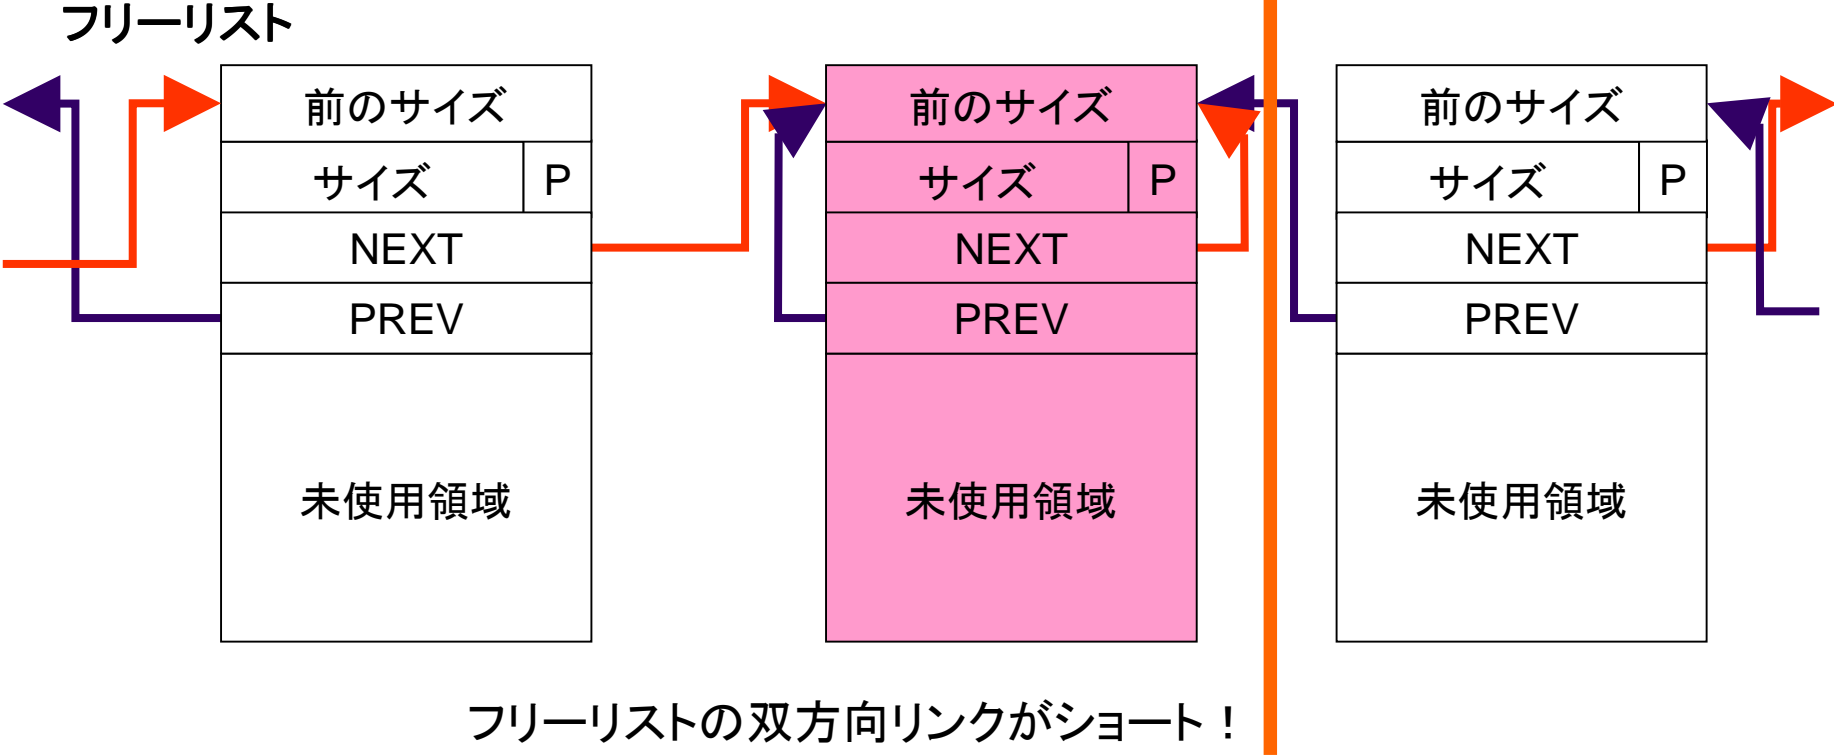 フリーリスト
前のサイズ
サイズ P
NEXT
PREV
未使用領域
前のサイズ
サイズ P
NEXT
PREV
未使用領域
前のサイズ
サイズ P
NEXT
PREV
未使用領域
フリーリストの双方向リンクがショート！